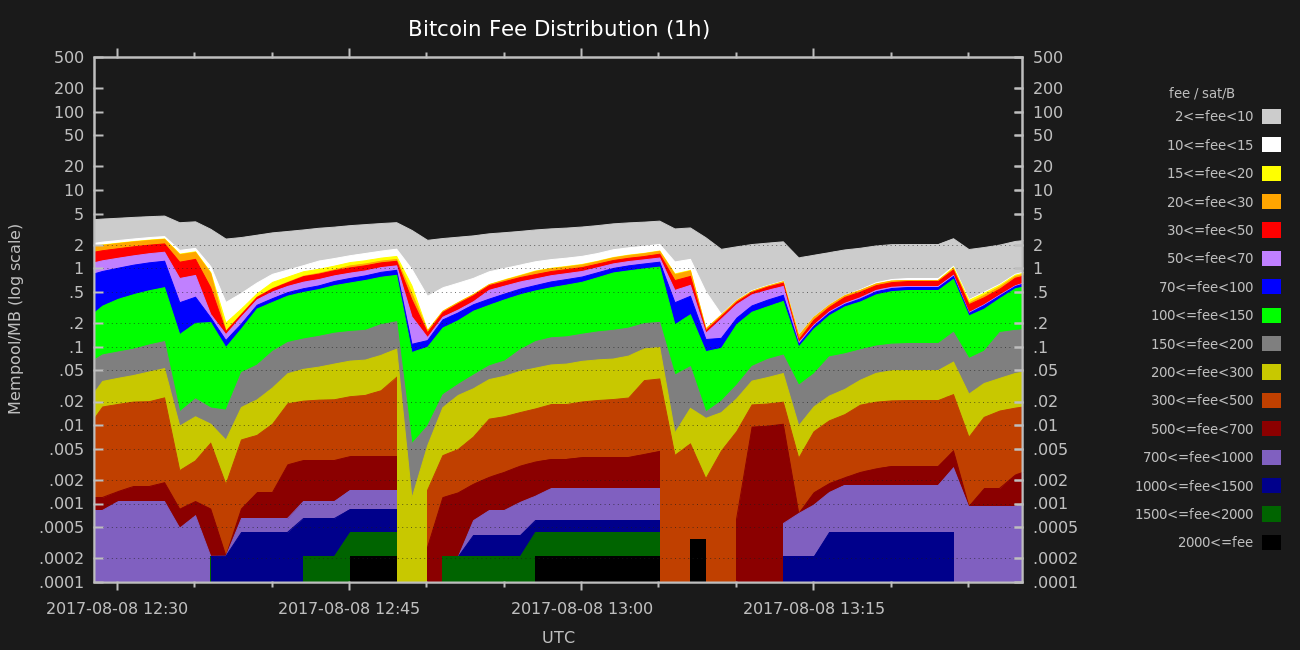 Bitcoin Fee Distribution (1h)
500
200
100
50
20
10
5
2
1
.5
.2
.1
.05
.02
.01
.005
.002
.001
.0005
.0002
.0001
Mempool/MB (log scale)
500
200
100
50
20
10
5
2
1
.5
.2
.1
.05
.02
.01
.005
.002
.001
.0005
.0002
.0001
2017-08-08 12:30
2017-08-08 12:45
2017-08-08 13:00
2017-08-08 13:15
UTC
fee / sat/B
2<=fee<10
10<=fee<15
15<=fee<20
20<=fee<30
30<=fee<50
50<=fee<70
70<=fee<100
100<=fee<150
150<=fee<200
200<=fee<300
300<=fee<500
500<=fee<700
700<=fee<1000
1000<=fee<1500
1500<=fee<2000
2000<=fee